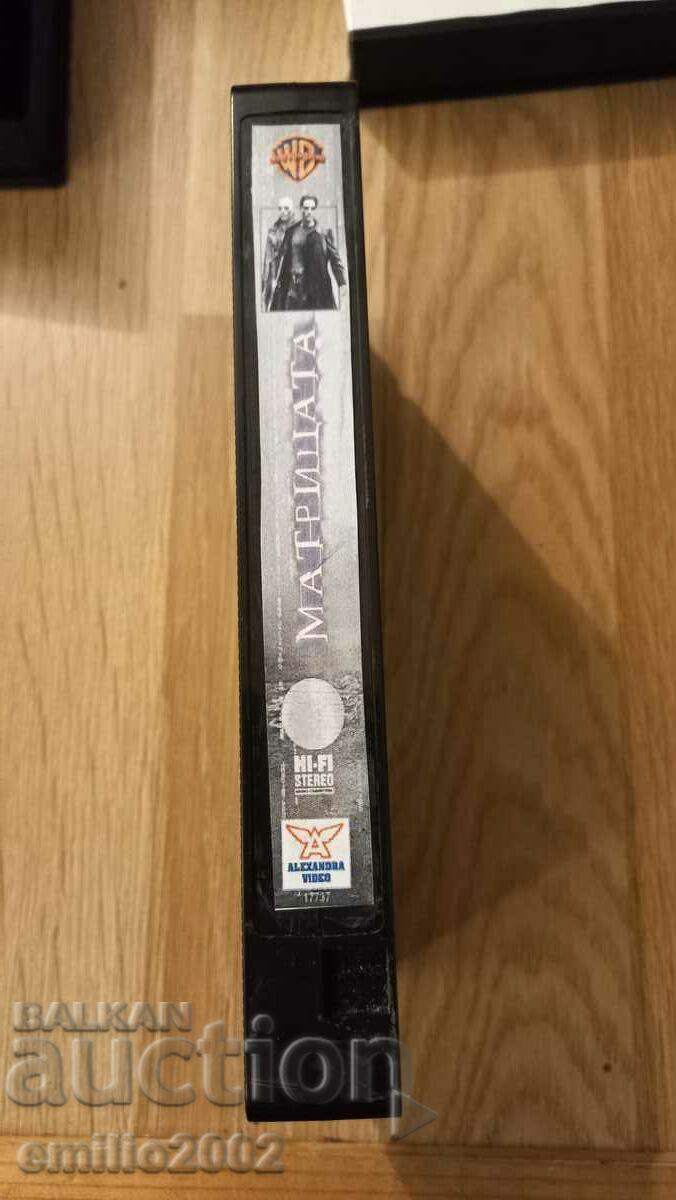 WB
МАТРИЦАТА
HI-FI
STEREO
A
ALEXANDRA
VIDEO
17737
BALKAN
auction
emilio2002